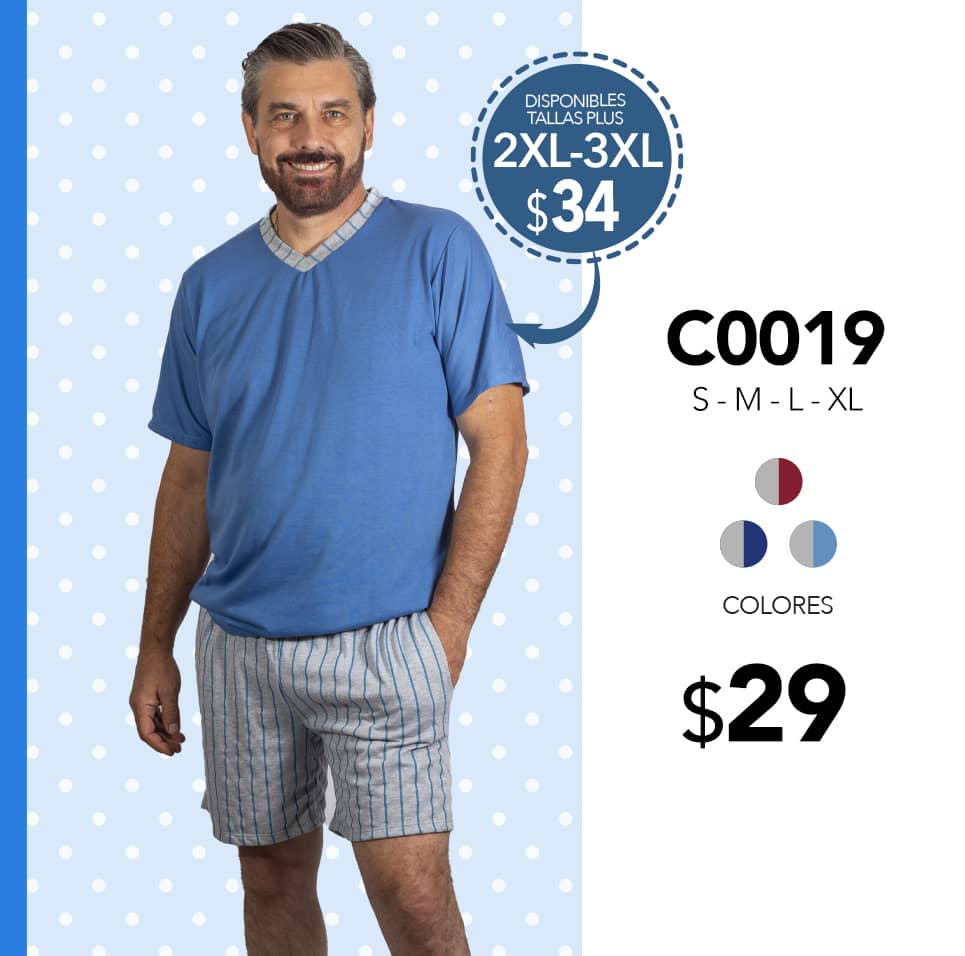 DISPONIBLES
TALLAS PLUS
2XL-3XL
$34
C0019
S - M - L - XL
COLORES
$29